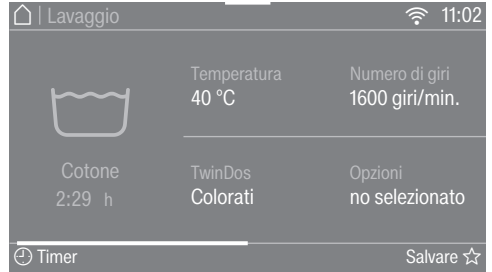 | Lavaggio 11:02
Temperatura Numero di giri
40 °C 1600 giri/min.
Cotone TwinDos Opzioni
2:29 h Colorati no selezionato
Timer Salvare